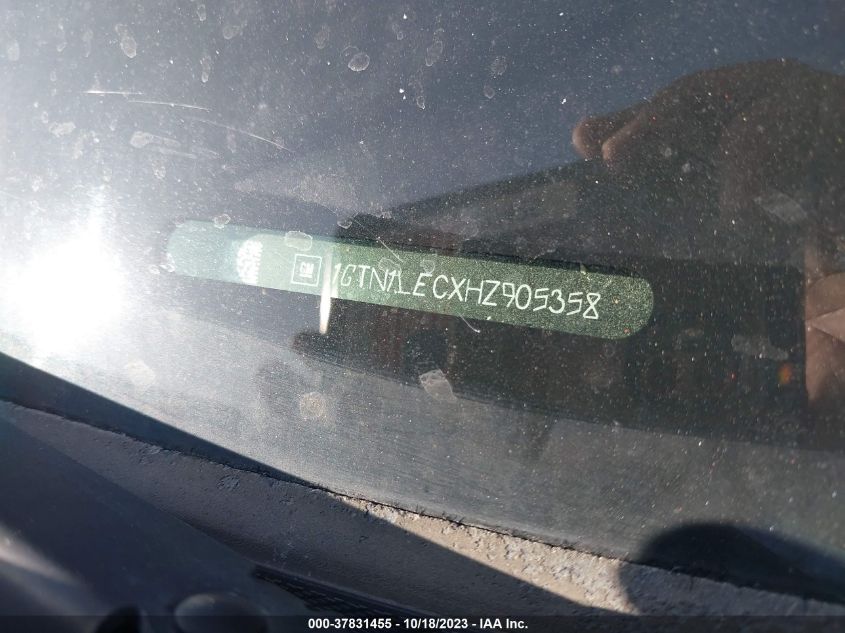 GM 1GTN1LECXHZ905358
000-37831455 - 10/18/2023 - IAA Inc.